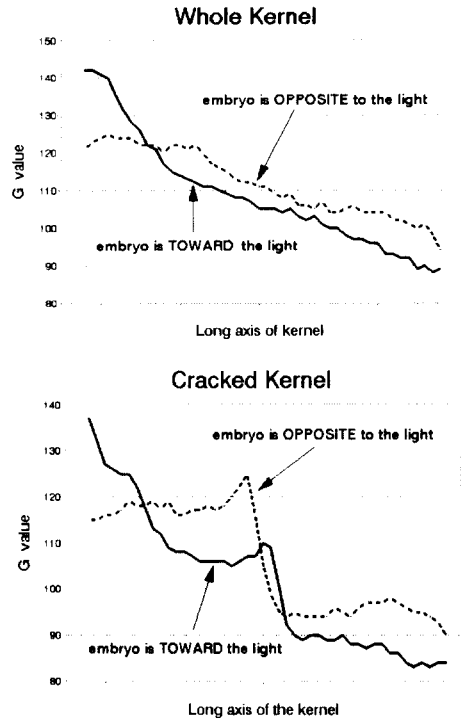 Whole Kernel
150
140
130
120
110
100
90
80
G value
embryo is OPPOSITE to the light
embryo is TOWARD the light
Long axis of kernel
Cracked Kernel
140
130
120
110
100
90
80
G value
embryo is OPPOSITE to the light
embryo is TOWARD the light
Long axis of the kernel